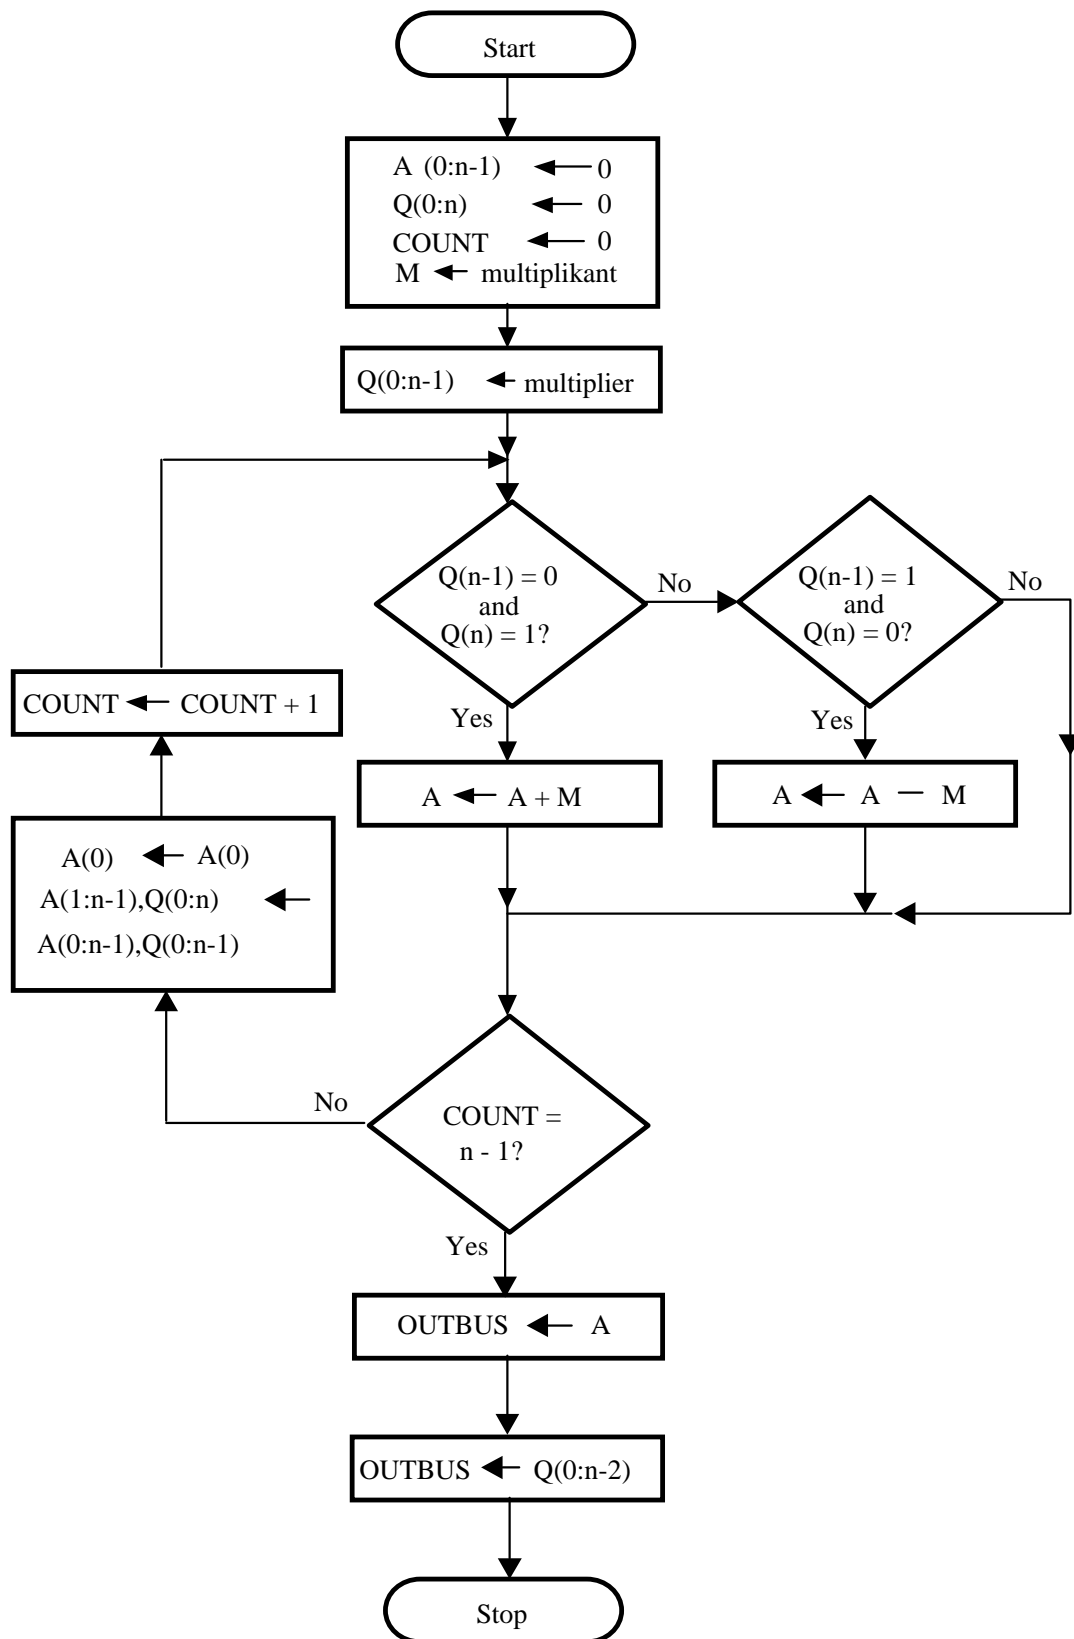 Start
A (0:n-1) ← 0
Q(0:n) ← 0
COUNT ← 0
M ← multiplikant
Q(0:n-1) ← multiplier
Q(n-1) = 0
and
Q(n) = 1?
No
Q(n-1) = 1
and
Q(n) = 0?
No
Yes
Yes
COUNT ← COUNT + 1
A ← A + M
A ← A — M
A(0) ← A(0)
A(1:n-1),Q(0:n) ←
A(0:n-1),Q(0:n-1)
No
COUNT =
n - 1?
Yes
OUTBUS ← A
OUTBUS ← Q(0:n-2)
Stop